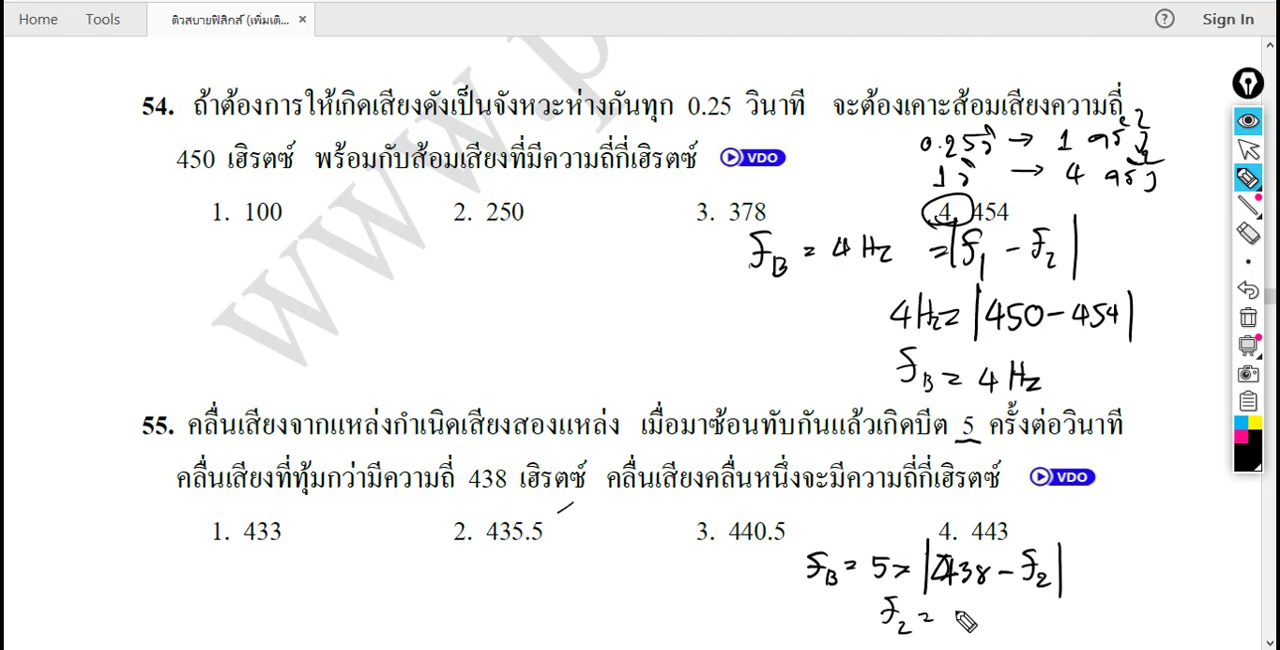 Home Tools ติวสบายฟิสิกส์ (เพิ่มเติ... × ? Sign In
www.p
54. ถ้าต้องการให้เกิดเสียงดังเป็นจังหวะห่างกันทุก 0.25 วินาที จะต้องเคาะส้อมเสียงความถี่
450 เฮิรตซ์ พร้อมกับส้อมเสียงที่มีความถี่กี่เฮิรตซ์ VDO
0.25 → 1
1 → 4
1. 100 2. 250 3. 378 4. 454
f_B = 4 Hz = |f_1 - f_2|
4Hz = |450-454|
f_B = 4 Hz
55. คลื่นเสียงจากแหล่งกำเนิดเสียงสองแหล่ง เมื่อมาซ้อนทับกันแล้วเกิดบีต 5 ครั้งต่อวินาที
คลื่นเสียงที่ทุ้มกว่ามีความถี่ 438 เฮิรตซ์ คลื่นเสียงคลื่นหนึ่งจะมีความถี่กี่เฮิรตซ์ VDO
1. 433 2. 435.5 3. 440.5 4. 443
f_B = 5 = |438 - f_2|
f_2 =